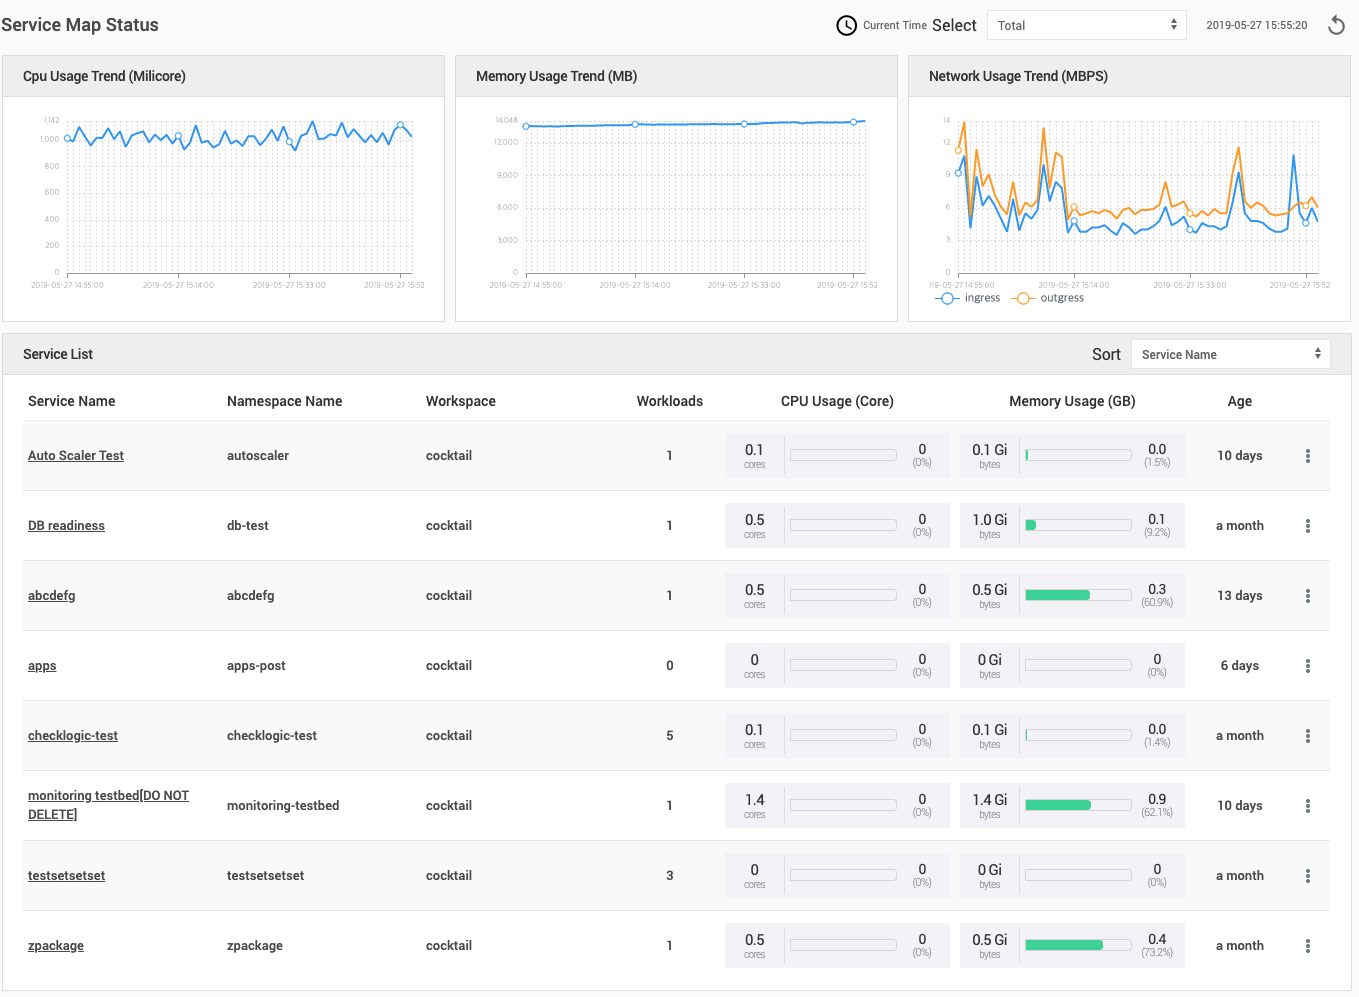 Service Map Status
Current Time Select Total 2019-05-27 15:55:20
Cpu Usage Trend (Milicore)
1,142
1,000
800
600
400
200
0
2019-05-27 14:55:00 2019-05-27 15:14:00 2019-05-27 15:33:00 2019-05-27 15:52
Memory Usage Trend (MB)
14,048
12,000
9,000
6,000
3,000
0
2019-05-27 14:55:00 2019-05-27 15:14:00 2019-05-27 15:33:00 2019-05-27 15:52
Network Usage Trend (MBPS)
14
12
9
6
3
0
2019-05-27 14:55:00 2019-05-27 15:14:00 2019-05-27 15:33:00 2019-05-27 15:52
ingress outgress
Service List Sort Service Name
Service Name Namespace Name Workspace Workloads CPU Usage (Core) Memory Usage (GB) Age
Auto Scaler Test autoscaler cocktail 1 0.1 cores 0 (0%) 0.1 Gi bytes 0.0 (1.5%) 10 days
DB readiness db-test cocktail 1 0.5 cores 0 (0%) 1.0 Gi bytes 0.1 (9.2%) a month
abcdefg abcdefg cocktail 1 0.5 cores 0 (0%) 0.5 Gi bytes 0.3 (60.9%) 13 days
apps apps-post cocktail 0 0 cores 0 (0%) 0 Gi bytes 0 (0%) 6 days
checklogic-test checklogic-test cocktail 5 0.1 cores 0 (0%) 0.1 Gi bytes 0.0 (1.4%) a month
monitoring testbed[DO NOT
DELETE] monitoring-testbed cocktail 1 1.4 cores 0 (0%) 1.4 Gi bytes 0.9 (62.1%) 10 days
testsetsetset testsetsetset cocktail 3 0 cores 0 (0%) 0 Gi bytes 0 (0%) a month
zpackage zpackage cocktail 1 0.5 cores 0 (0%) 0.5 Gi bytes 0.4 (73.2%) a month